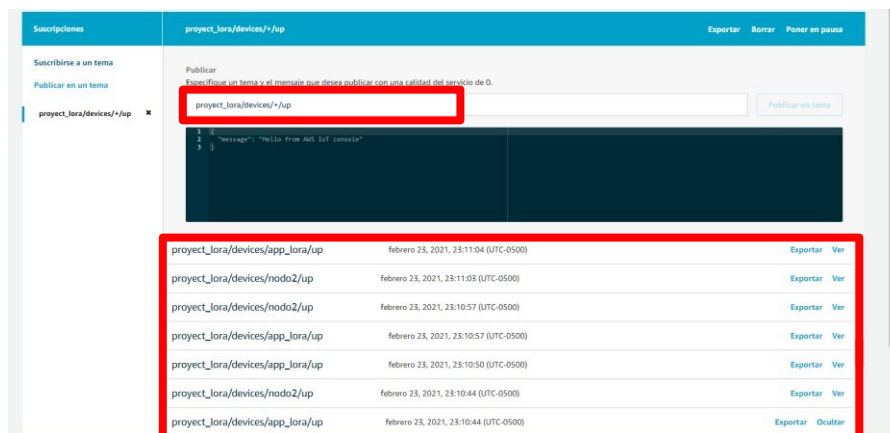 Suscripciones
proyect_lora/devices/+/up
Exportar Borrar Poner en pausa
Suscribirse a un tema
Publicar en un tema
proyect_lora/devices/+/up ✖
Publicar
Especifique un tema y el mensaje que desea publicar con una calidad del servicio de 0.
proyect_lora/devices/+/up
Publicar en tema
1 {
2 "message": "Hello from AWS IoT console"
3 }
proyect_lora/devices/app_lora/up febrero 23, 2021, 23:11:04 (UTC-0500) Exportar Ver
proyect_lora/devices/nodo2/up febrero 23, 2021, 23:11:03 (UTC-0500) Exportar Ver
proyect_lora/devices/nodo2/up febrero 23, 2021, 23:10:57 (UTC-0500) Exportar Ver
proyect_lora/devices/app_lora/up febrero 23, 2021, 23:10:57 (UTC-0500) Exportar Ver
proyect_lora/devices/app_lora/up febrero 23, 2021, 23:10:50 (UTC-0500) Exportar Ver
proyect_lora/devices/nodo2/up febrero 23, 2021, 23:10:44 (UTC-0500) Exportar Ver
proyect_lora/devices/app_lora/up febrero 23, 2021, 23:10:44 (UTC-0500) Exportar Ocultar